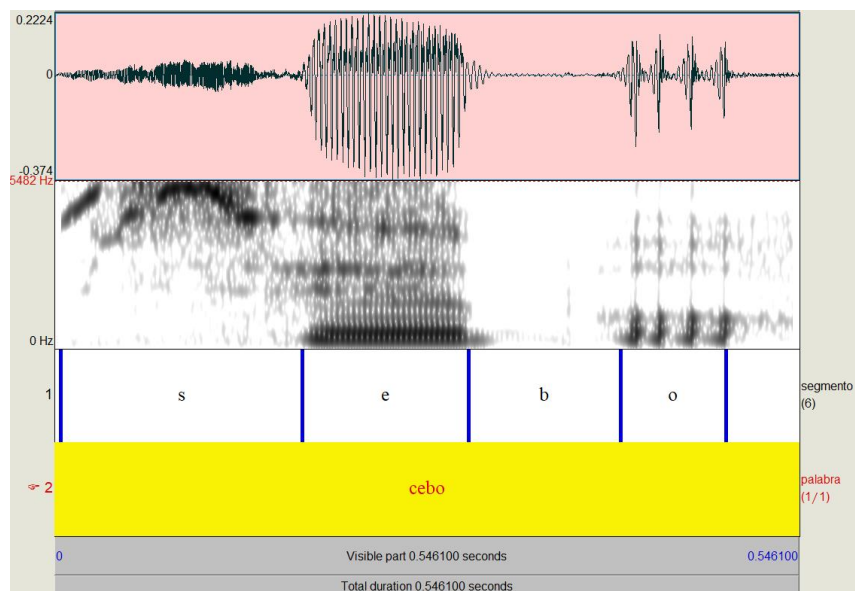 0.2224
0
-0.374
5482 Hz
0 Hz
1 s e b o segmento
(6)
☞ 2 cebo palabra
(1/1)
0 Visible part 0.546100 seconds 0.546100
Total duration 0.546100 seconds